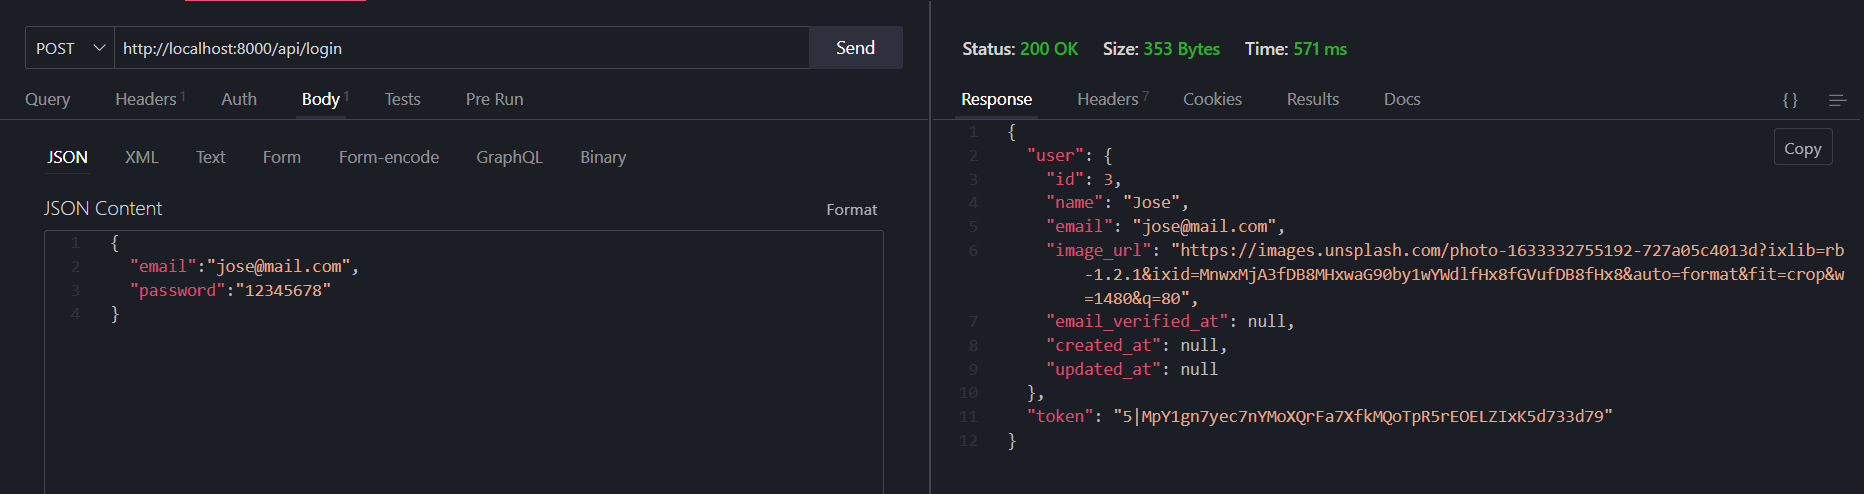 POST http://localhost:8000/api/login Send
Query Headers 1 Auth Body 1 Tests Pre Run
JSON XML Text Form Form-encode GraphQL Binary
JSON Content Format
1 {
2 "email":"jose@mail.com",
3 "password":"12345678"
4 }
Status: 200 OK Size: 353 Bytes Time: 571 ms
Response Headers 7 Cookies Results Docs { }
Copy
1 {
2 "user": {
3 "id": 3,
4 "name": "Jose",
5 "email": "jose@mail.com",
6 "image_url": "https://images.unsplash.com/photo-1633332755192-727a05c4013d?ixlib=rb
-1.2.1&ixid=MnwxMjA3fDB8MHxwaG90by1wYWdlfHx8fGVufDB8fHx8&auto=format&fit=crop&w
=1480&q=80",
7 "email_verified_at": null,
8 "created_at": null,
9 "updated_at": null
10 },
11 "token": "5|MpY1gn7yec7nYMoXQrFa7XfkMQoTpR5rEOELZIxK5d733d79"
12 }